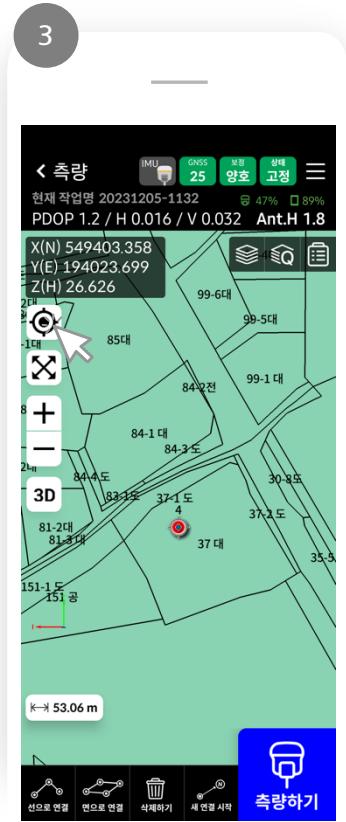 3
측량
IMU
GNSS
25
보정
양호
상태
고정
현재 작업명 20231205-1132
47%
89%
PDOP 1.2 / H 0.016 / V 0.032 Ant.H 1.8
X(N) 549403.358
Y(E) 194023.699
Z(H) 26.626
99-6대
99-5대
85대
84-2전
99-1 대
84-1 대
84-3 도
84-4 도
30-8도
83-1도
37-1 도
4
37-2 도
81-2대
81-3 대
37 대
35-5
151-1 도
151 공
3D
53.06 m
선으로 연결
면으로 연결
삭제하기
새 연결 시작
N
측량하기